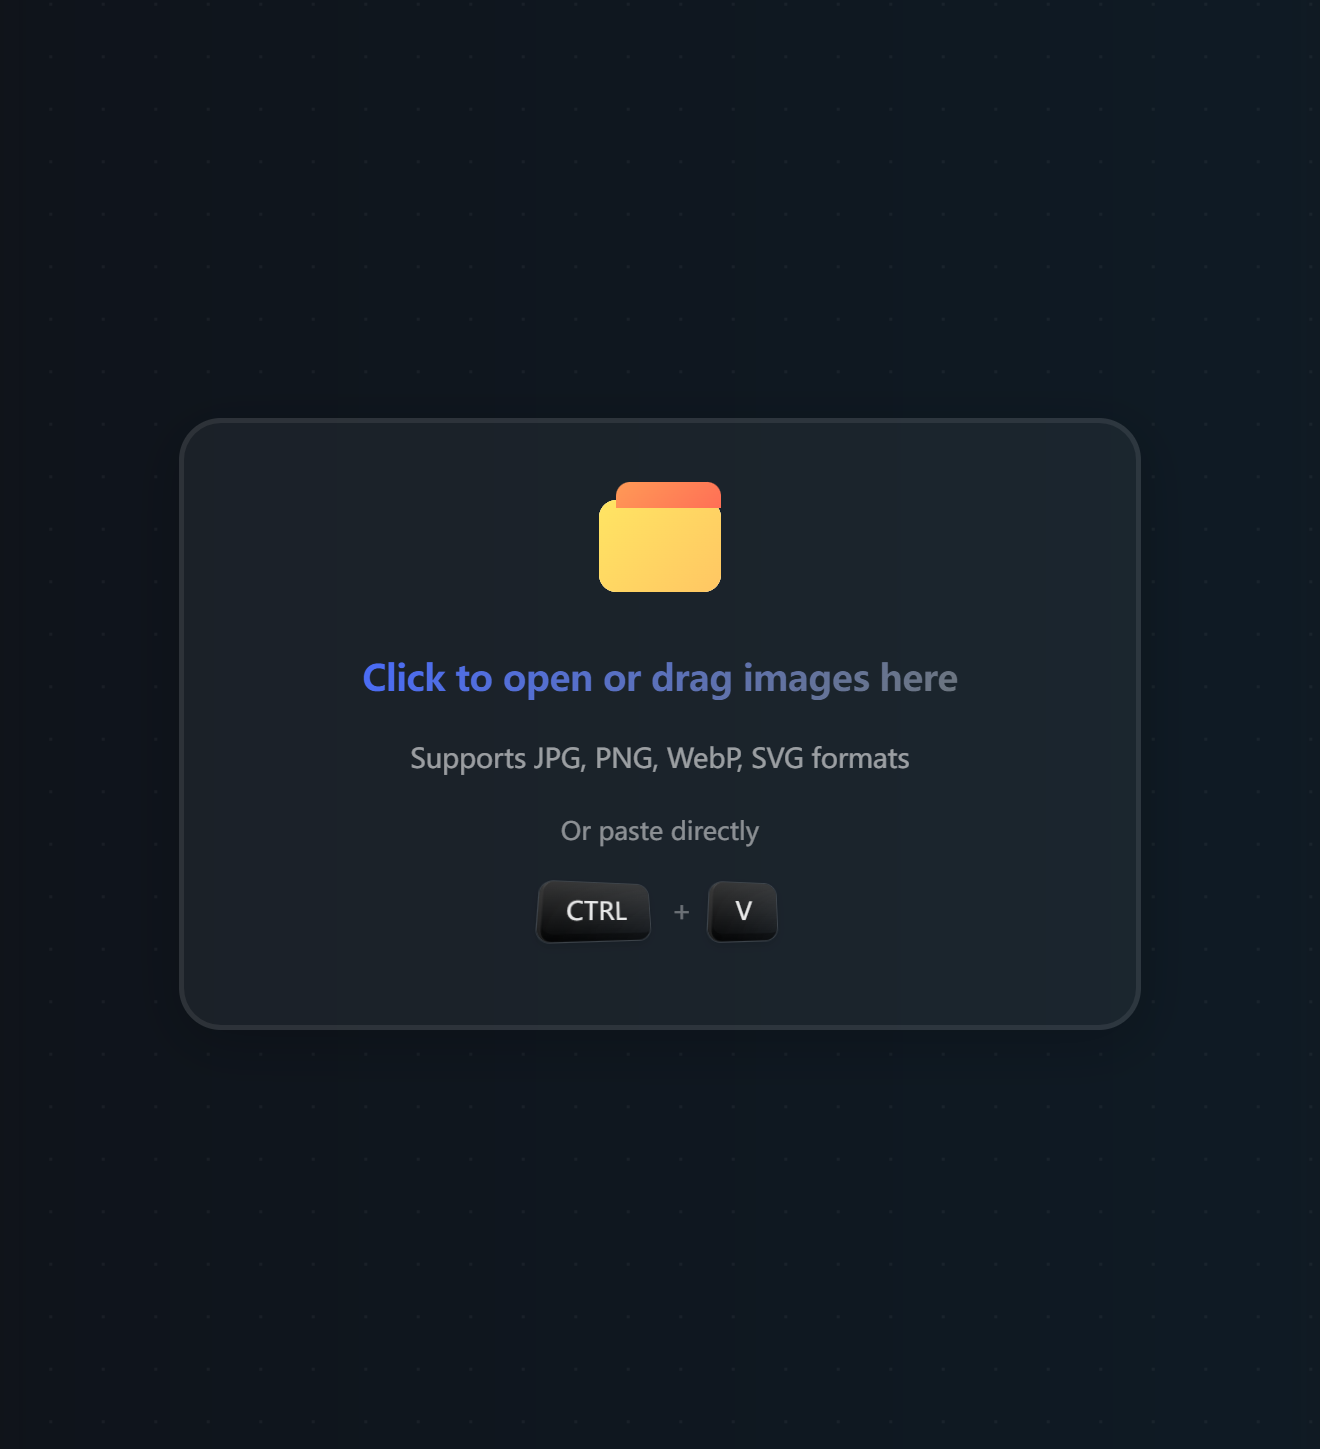 Click to open or drag images here
Supports JPG, PNG, WebP, SVG formats
Or paste directly
CTRL + V